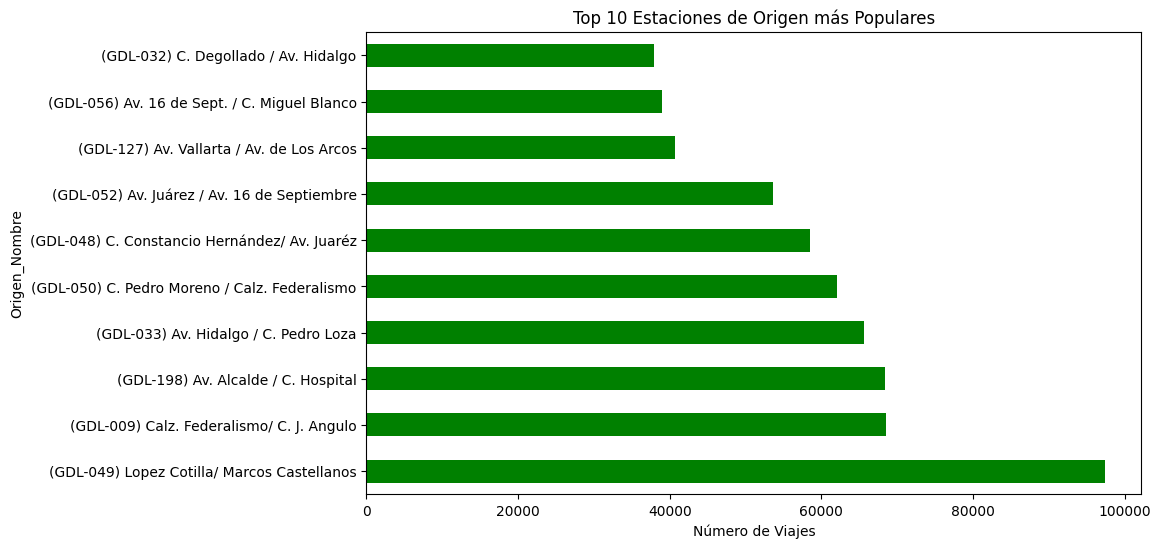 Top 10 Estaciones de Origen más Populares
(GDL-032) C. Degollado / Av. Hidalgo
(GDL-056) Av. 16 de Sept. / C. Miguel Blanco
(GDL-127) Av. Vallarta / Av. de Los Arcos
(GDL-052) Av. Juárez / Av. 16 de Septiembre
(GDL-048) C. Constancio Hernández/ Av. Juaréz
(GDL-050) C. Pedro Moreno / Calz. Federalismo
(GDL-033) Av. Hidalgo / C. Pedro Loza
(GDL-198) Av. Alcalde / C. Hospital
(GDL-009) Calz. Federalismo/ C. J. Angulo
(GDL-049) Lopez Cotilla/ Marcos Castellanos
Origen_Nombre
0 20000 40000 60000 80000 100000
Número de Viajes